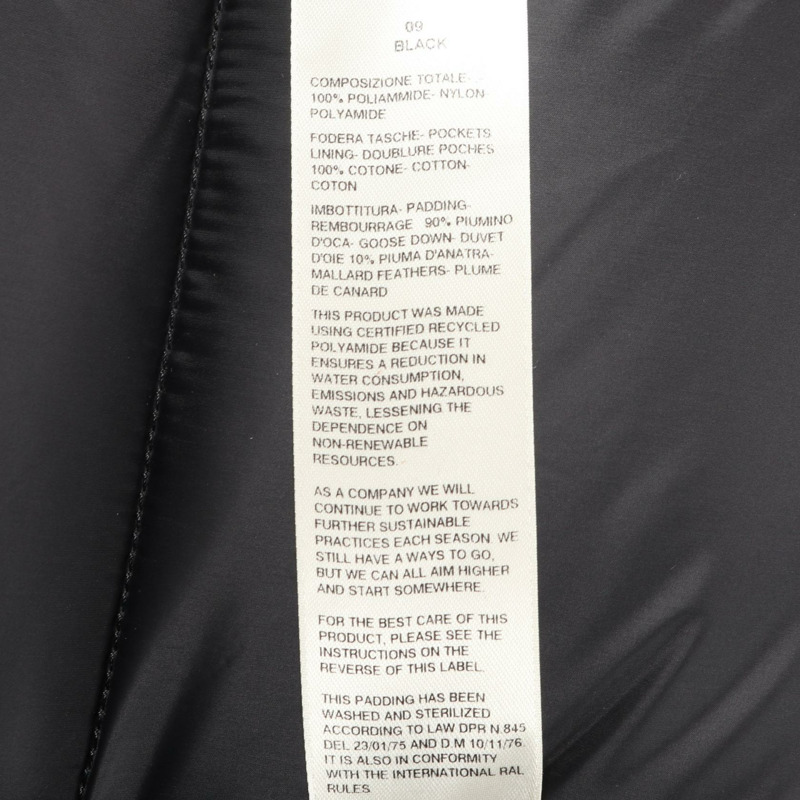 09
BLACK
COMPOSIZIONE TOTALE-
100% POLIAMMIDE- NYLON-
POLYAMIDE
FODERA TASCHE- POCKETS
LINING- DOUBLURE POCHES
100% COTONE- COTTON-
COTON
IMBOTTITURA- PADDING-
REMBOURRAGE 90% PIUMINO
D'OCA- GOOSE DOWN- DUVET
D'OIE 10% PIUMA D'ANATRA-
MALLARD FEATHERS- PLUME
DE CANARD
THIS PRODUCT WAS MADE
USING CERTIFIED RECYCLED
POLYAMIDE BECAUSE IT
ENSURES A REDUCTION IN
WATER CONSUMPTION,
EMISSIONS AND HAZARDOUS
WASTE, LESSENING THE
DEPENDENCE ON
NON-RENEWABLE
RESOURCES.
AS A COMPANY WE WILL
CONTINUE TO WORK TOWARDS
FURTHER SUSTAINABLE
PRACTICES EACH SEASON. WE
STILL HAVE A WAYS TO GO,
BUT WE CAN ALL AIM HIGHER
AND START SOMEWHERE.
FOR THE BEST CARE OF THIS
PRODUCT, PLEASE SEE THE
INSTRUCTIONS ON THE
REVERSE OF THIS LABEL.
THIS PADDING HAS BEEN
WASHED AND STERILIZED
ACCORDING TO LAW DPR N.845
DEL 23/01/75 AND D.M 10/11/76.
IT IS ALSO IN CONFORMITY
WITH THE INTERNATIONAL RAL
RULES